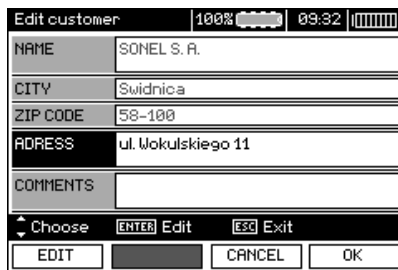 Edit customer 100% 09:32
NAME SONEL S. A.
CITY Swidnica
ZIP CODE 58-100
ADRESS ul. Wokulskiego 11
COMMENTS
Choose ENTER Edit ESC Exit
EDIT CANCEL OK